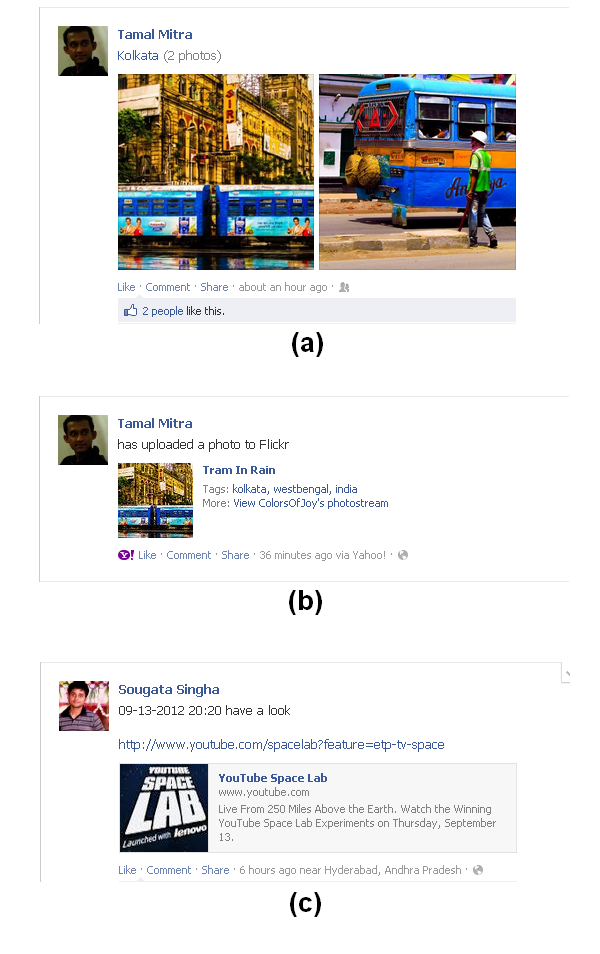 Tamal Mitra
Kolkata (2 photos)
SIR
Like · Comment · Share · about an hour ago ·
2 people like this.
(a)
Tamal Mitra
has uploaded a photo to Flickr
Tram In Rain
Tags: kolkata, westbengal, india
More: View ColorsOfJoy's photostream
Y! Like · Comment · Share · 36 minutes ago via Yahoo! ·
(b)
Sougata Singha
09-13-2012 20:20 have a look
http://www.youtube.com/spacelab?feature=etp-tv-space
YOUTUBE
SPACE
LAB
Launched with lenovo
YouTube Space Lab
www.youtube.com
Live From 250 Miles Above the Earth. Watch the Winning
YouTube Space Lab Experiments on Thursday, September
13.
Like · Comment · Share · 6 hours ago near Hyderabad, Andhra Pradesh ·
(c)